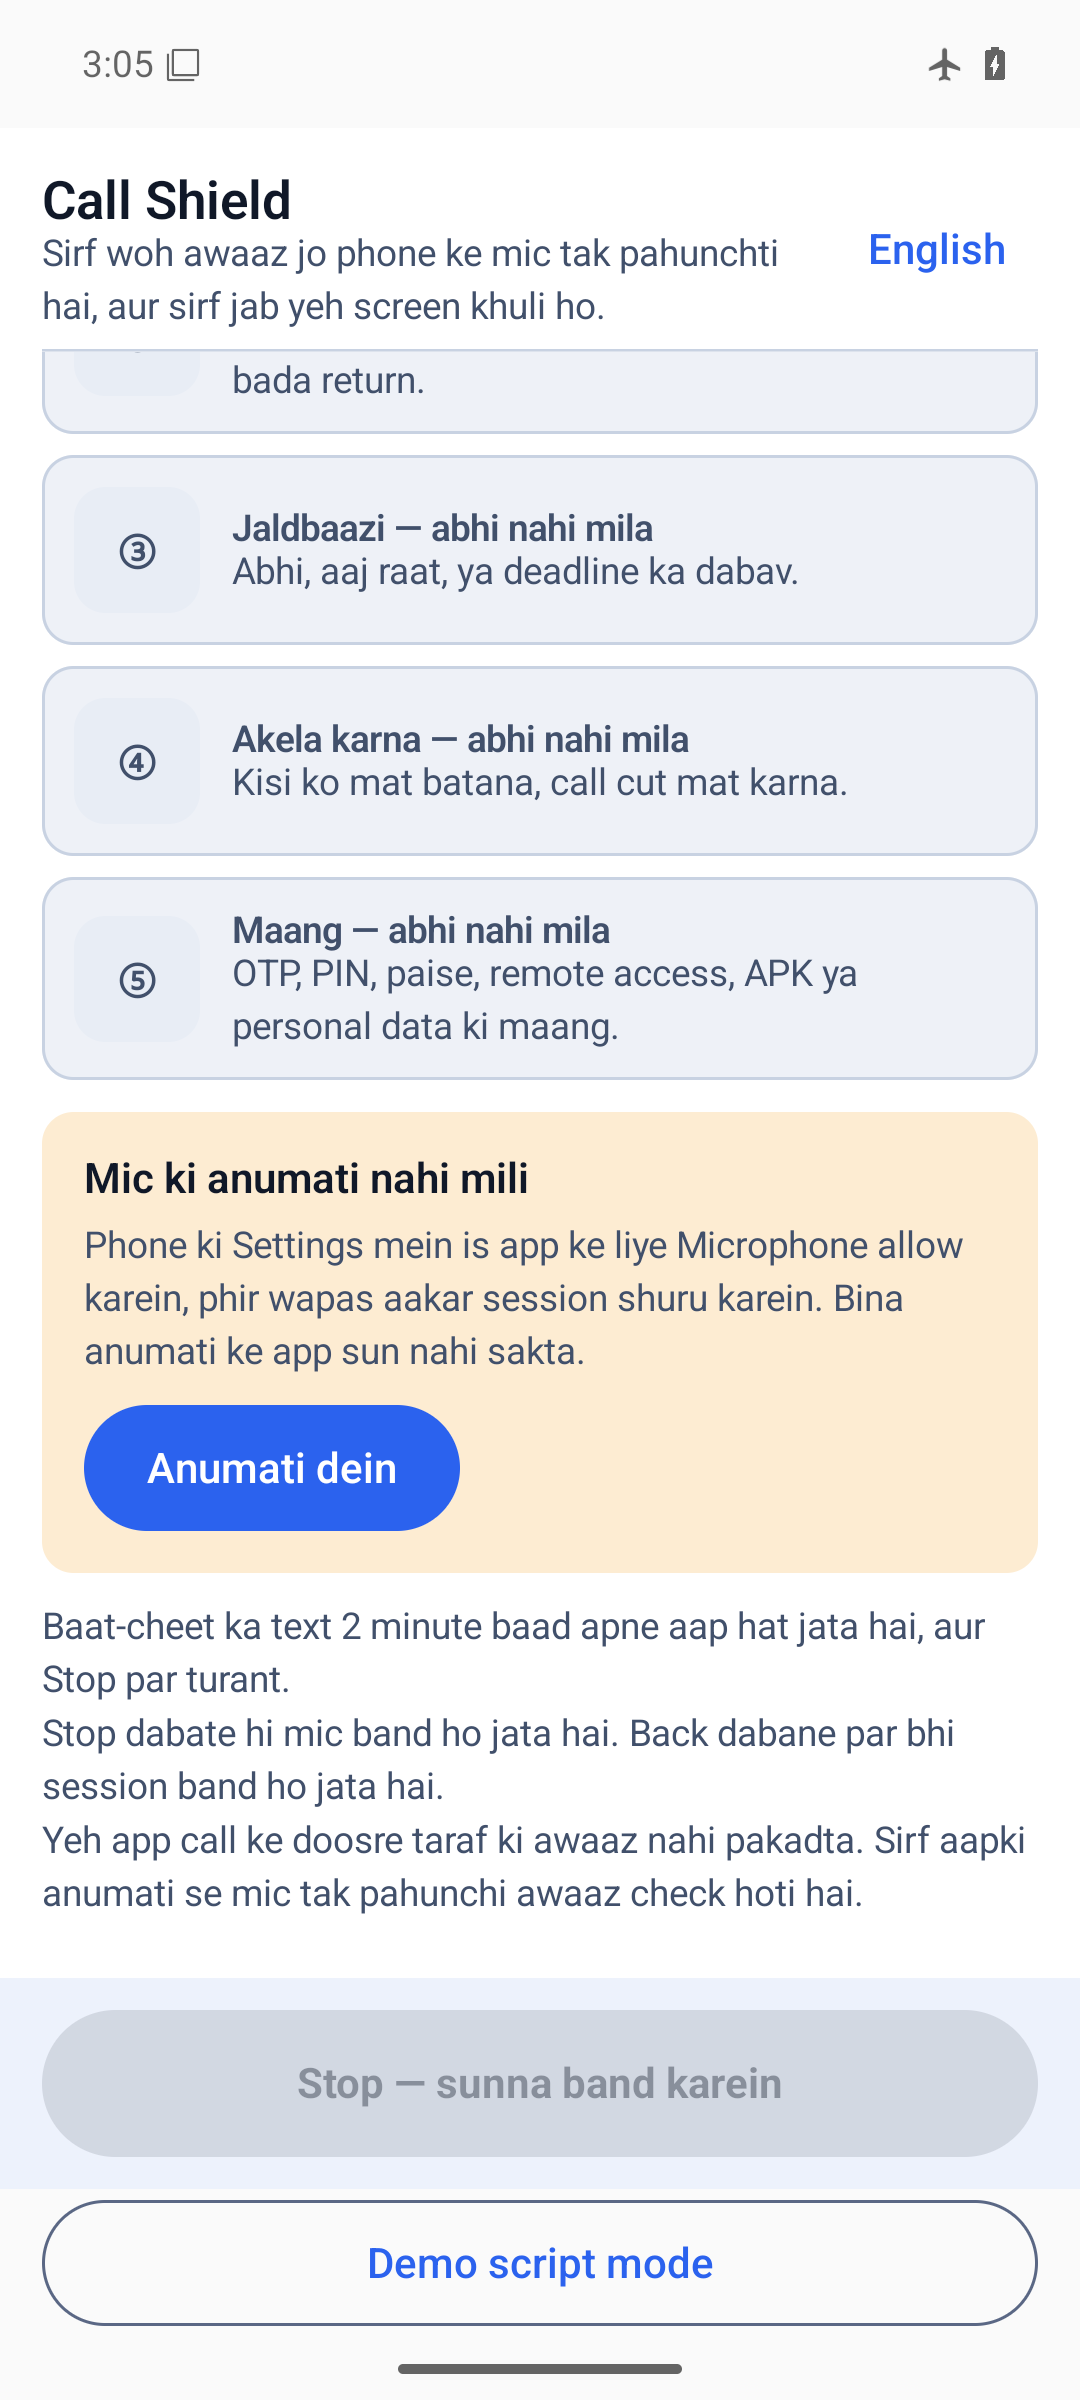 3:05
Call Shield
Sirf woh awaaz jo phone ke mic tak pahunchti
hai, aur sirf jab yeh screen khuli ho.
English
bada return.
③
Jaldbaazi — abhi nahi mila
Abhi, aaj raat, ya deadline ka dabav.
④
Akela karna — abhi nahi mila
Kisi ko mat batana, call cut mat karna.
⑤
Maang — abhi nahi mila
OTP, PIN, paise, remote access, APK ya
personal data ki maang.
Mic ki anumati nahi mili
Phone ki Settings mein is app ke liye Microphone allow
karein, phir wapas aakar session shuru karein. Bina
anumati ke app sun nahi sakta.
Anumati dein
Baat-cheet ka text 2 minute baad apne aap hat jata hai, aur
Stop par turant.
Stop dabate hi mic band ho jata hai. Back dabane par bhi
session band ho jata hai.
Yeh app call ke doosre taraf ki awaaz nahi pakadta. Sirf aapki
anumati se mic tak pahunchi awaaz check hoti hai.
Stop — sunna band karein
Demo script mode